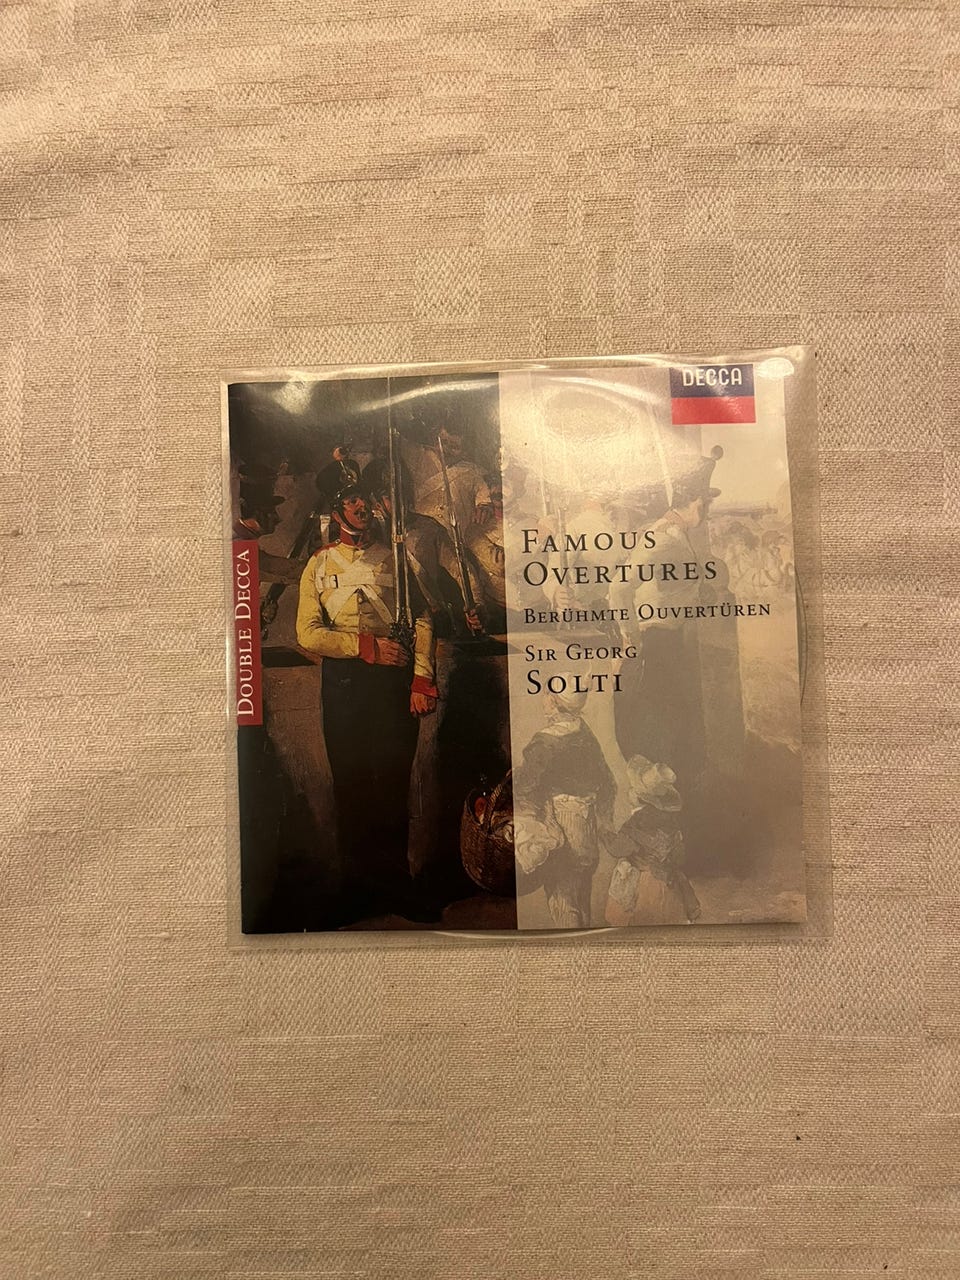 DECCA
DOUBLE DECCA
FAMOUS
OVERTURES
BERÜHMTE OUVERTÜREN
SIR GEORG
SOLTI